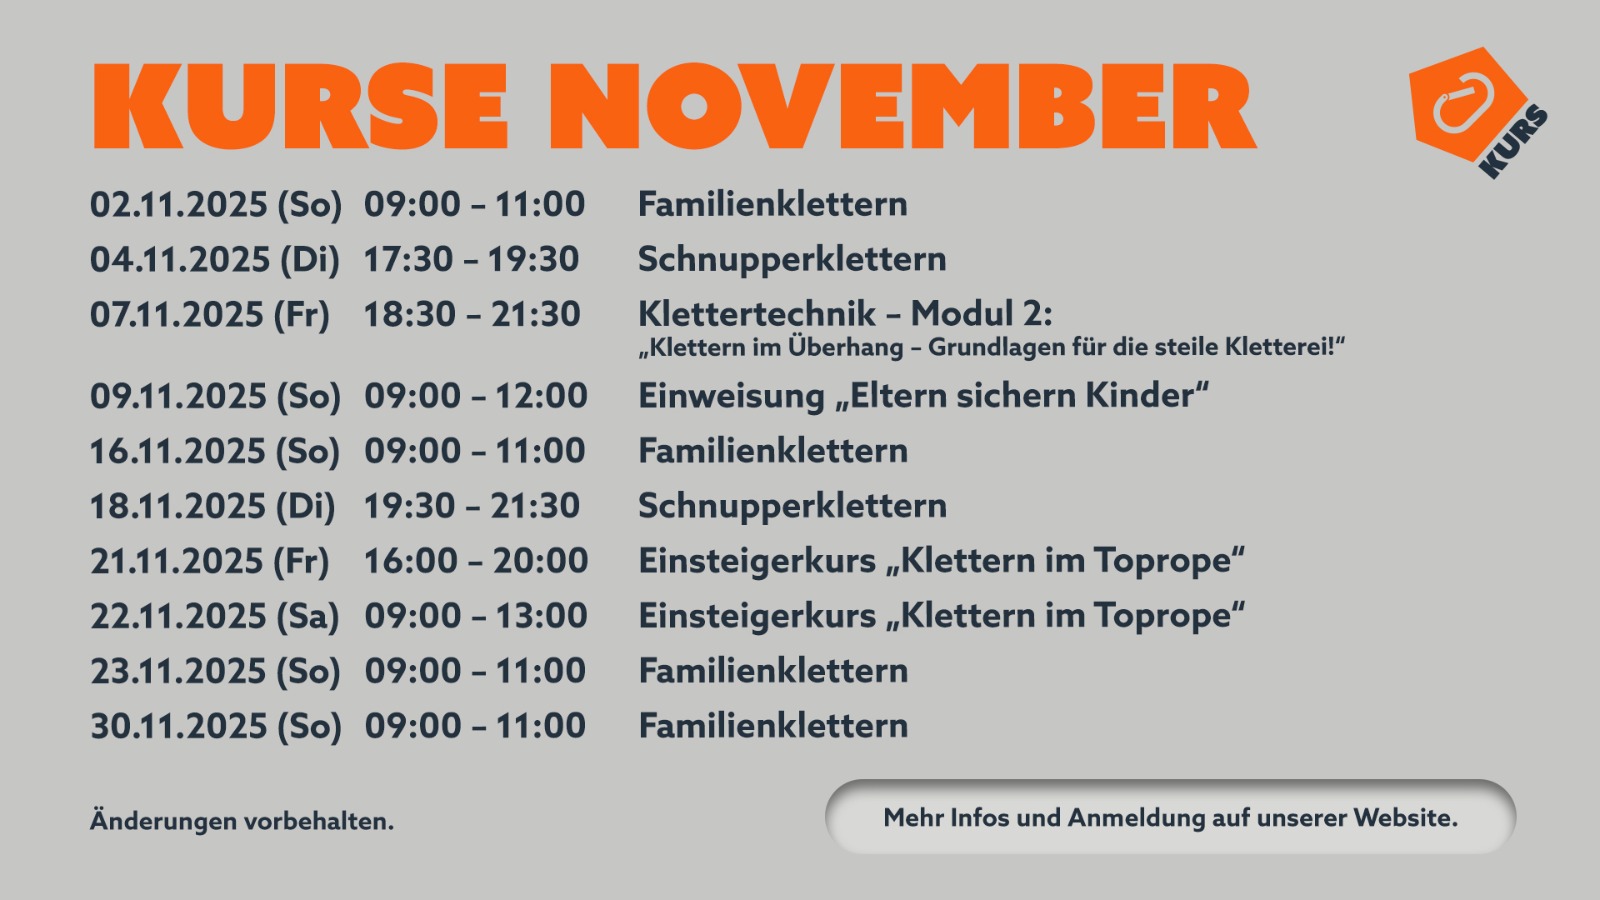 KURSE NOVEMBER
KURS
02.11.2025 (So) 09:00 – 11:00 Familienklettern
04.11.2025 (Di) 17:30 – 19:30 Schnupperklettern
07.11.2025 (Fr) 18:30 – 21:30 Klettertechnik – Modul 2:
„Klettern im Überhang – Grundlagen für die steile Kletterei!“
09.11.2025 (So) 09:00 – 12:00 Einweisung „Eltern sichern Kinder“
16.11.2025 (So) 09:00 – 11:00 Familienklettern
18.11.2025 (Di) 19:30 – 21:30 Schnupperklettern
21.11.2025 (Fr) 16:00 – 20:00 Einsteigerkurs „Klettern im Toprope“
22.11.2025 (Sa) 09:00 – 13:00 Einsteigerkurs „Klettern im Toprope“
23.11.2025 (So) 09:00 – 11:00 Familienklettern
30.11.2025 (So) 09:00 – 11:00 Familienklettern
Änderungen vorbehalten.
Mehr Infos und Anmeldung auf unserer Website.